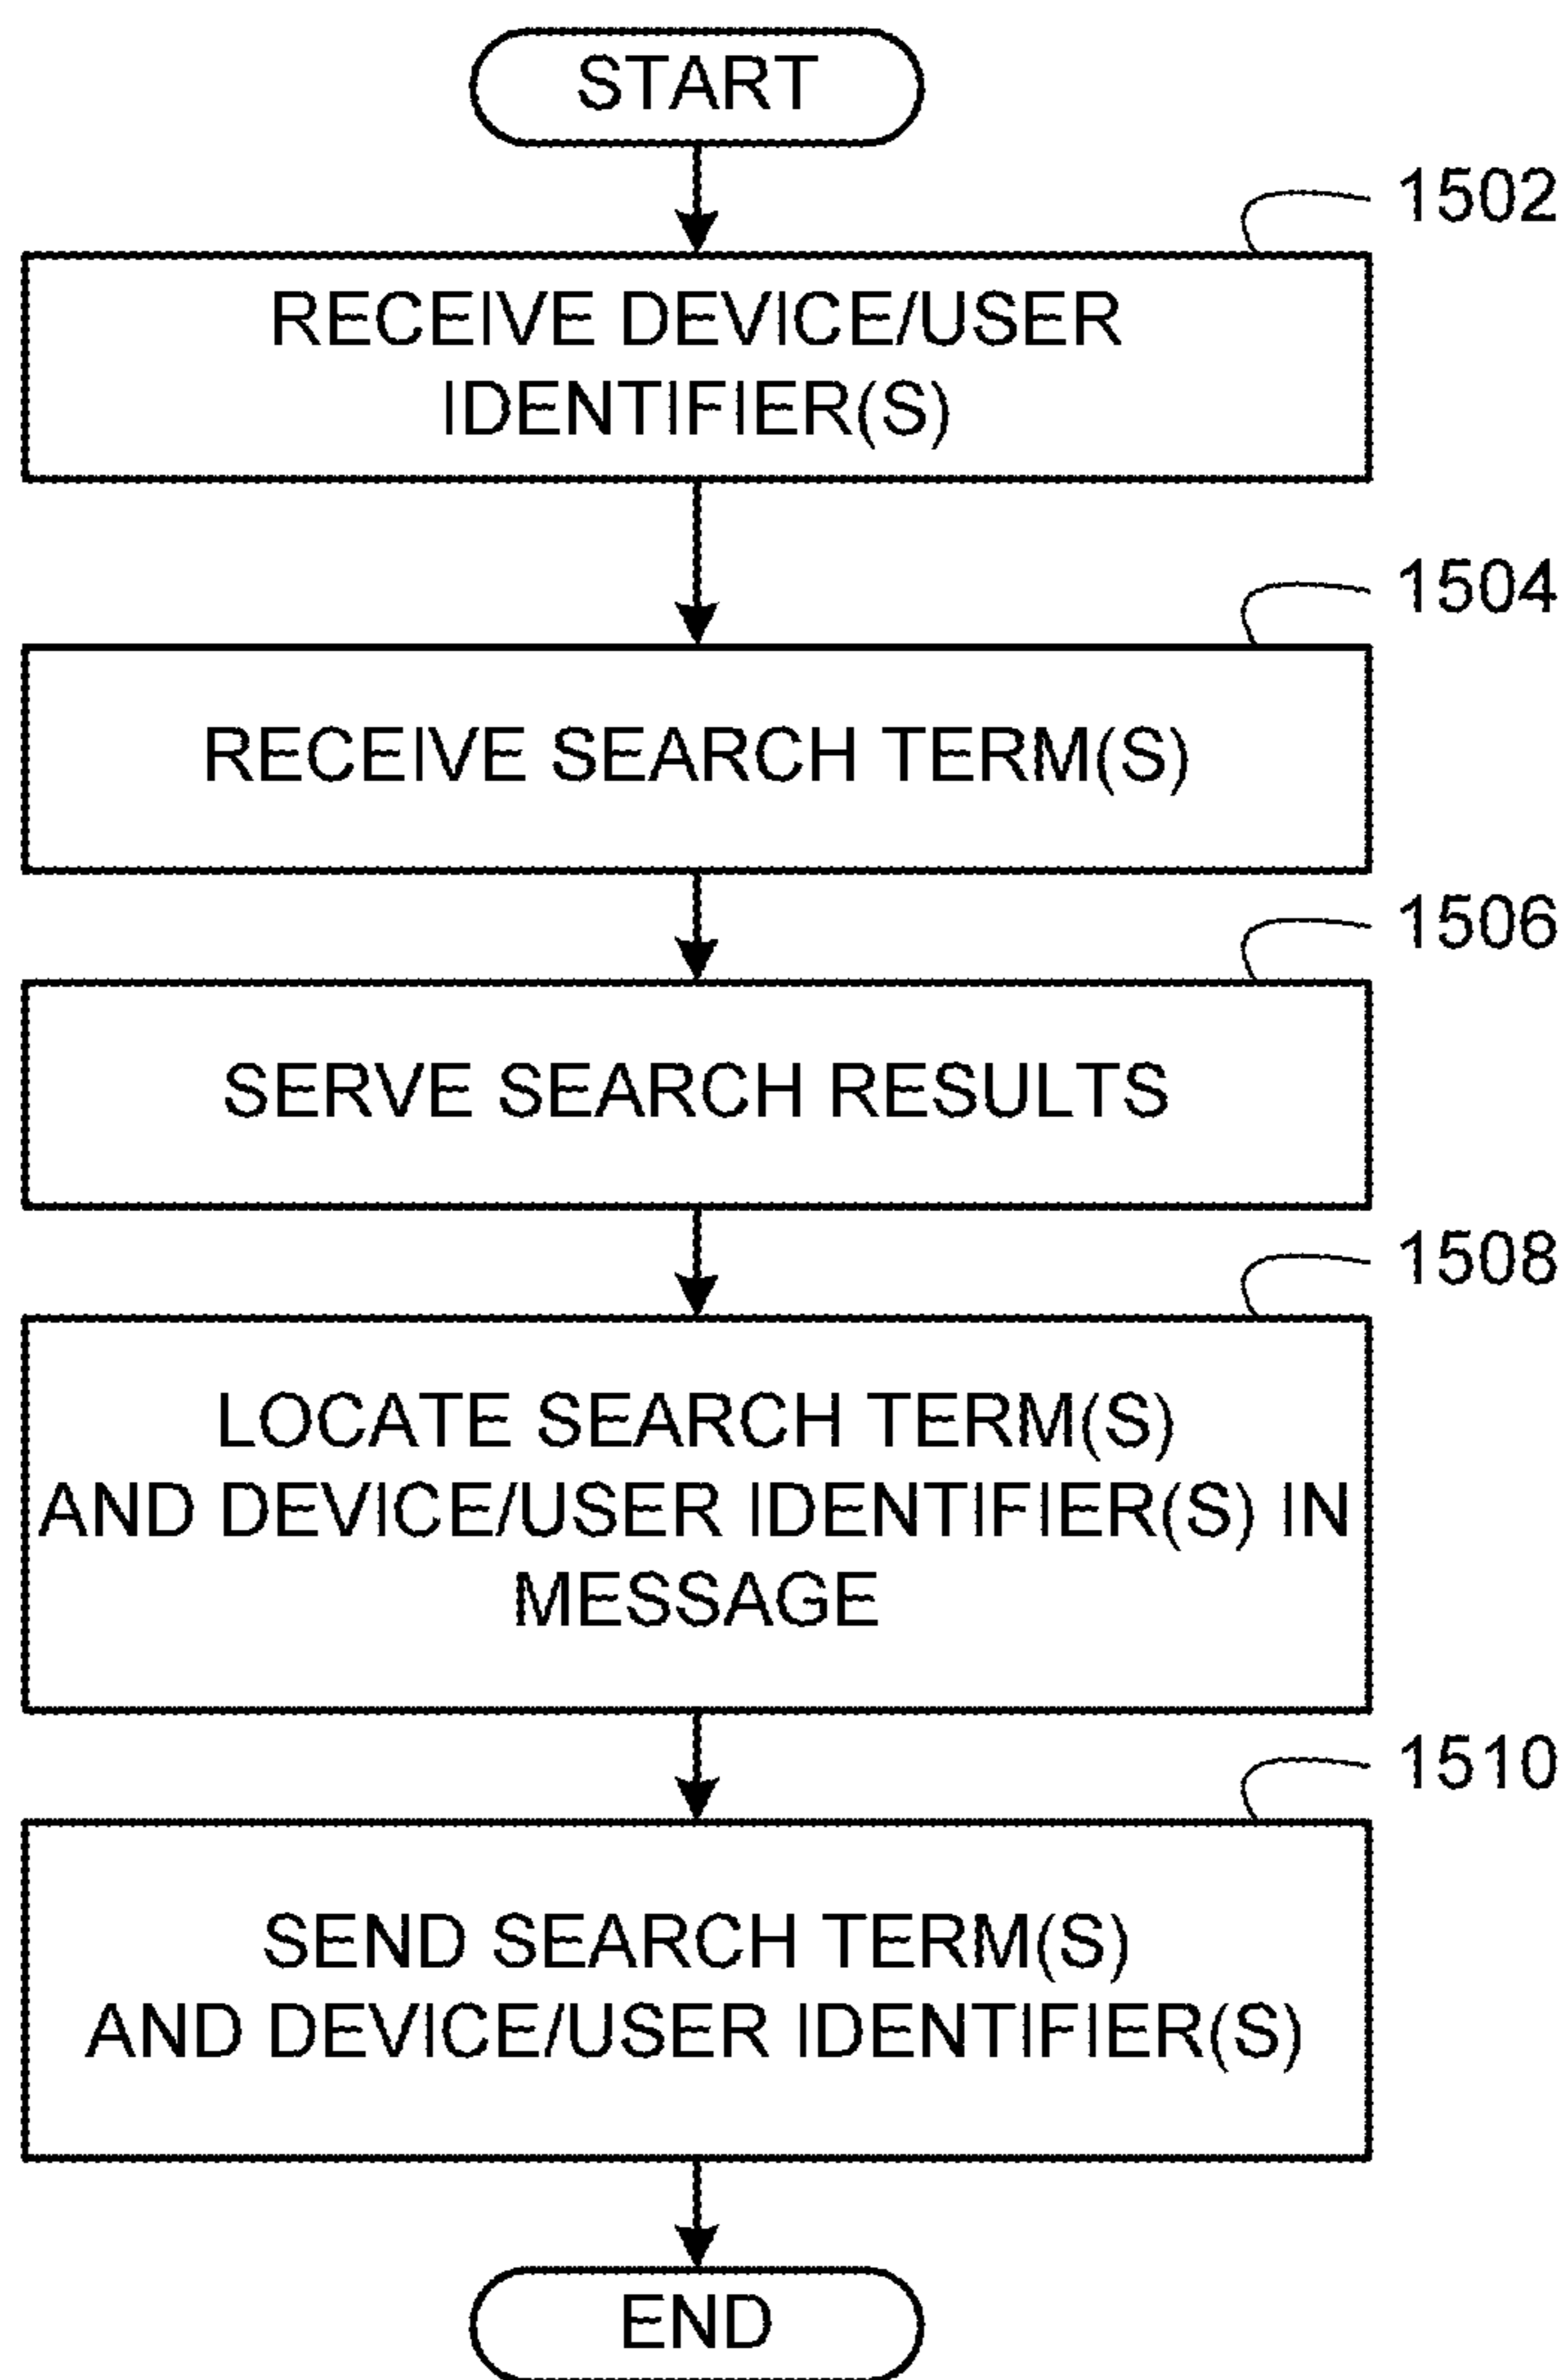 START
1502
RECEIVE DEVICE/USER
IDENTIFIER(S)
1504
RECEIVE SEARCH TERM(S)
1506
SERVE SEARCH RESULTS
1508
LOCATE SEARCH TERM(S)
AND DEVICE/USER IDENTIFIER(S) IN
MESSAGE
1510
SEND SEARCH TERM(S)
AND DEVICE/USER IDENTIFIER(S)
END